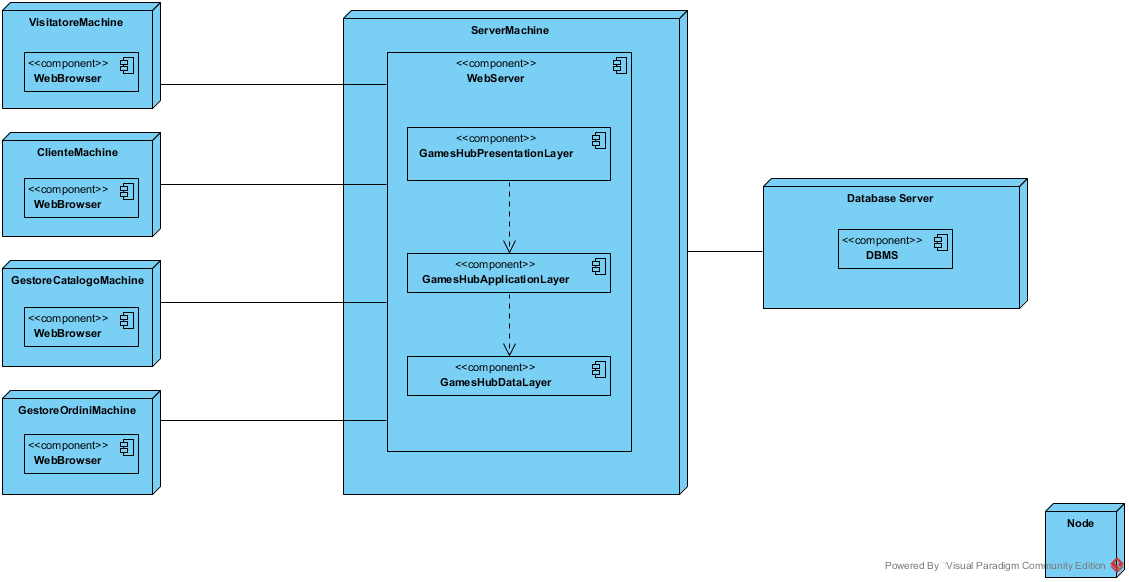 VisitatoreMachine
<<component>>
WebBrowser
ClienteMachine
<<component>>
WebBrowser
GestoreCatalogoMachine
<<component>>
WebBrowser
GestoreOrdiniMachine
<<component>>
WebBrowser
ServerMachine
<<component>>
WebServer
<<component>>
GamesHubPresentationLayer
<<component>>
GamesHubApplicationLayer
<<component>>
GamesHubDataLayer
Database Server
<<component>>
DBMS
Node
Powered By Visual Paradigm Community Edition